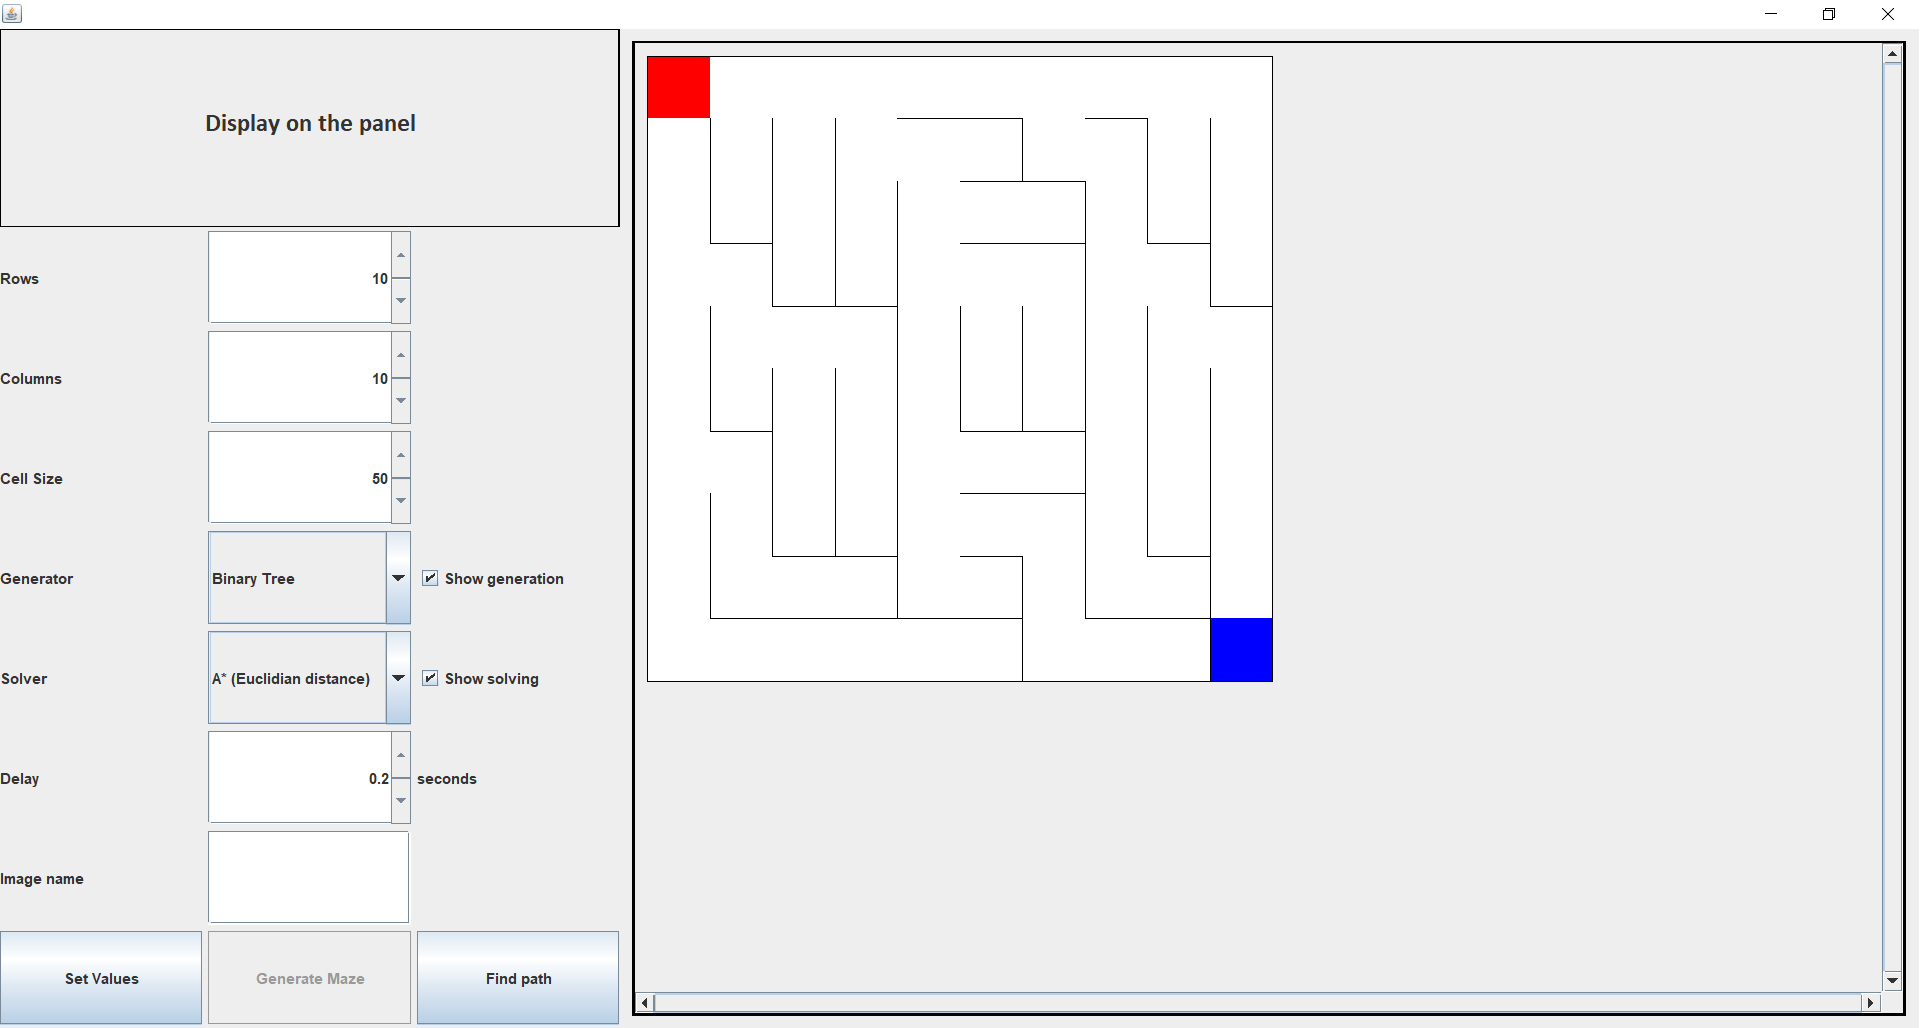 Display on the panel
Rows
10
Columns
10
Cell Size
50
Generator
Binary Tree
Show generation
Solver
A* (Euclidian distance)
Show solving
Delay
0.2
seconds
Image name
Set Values
Generate Maze
Find path